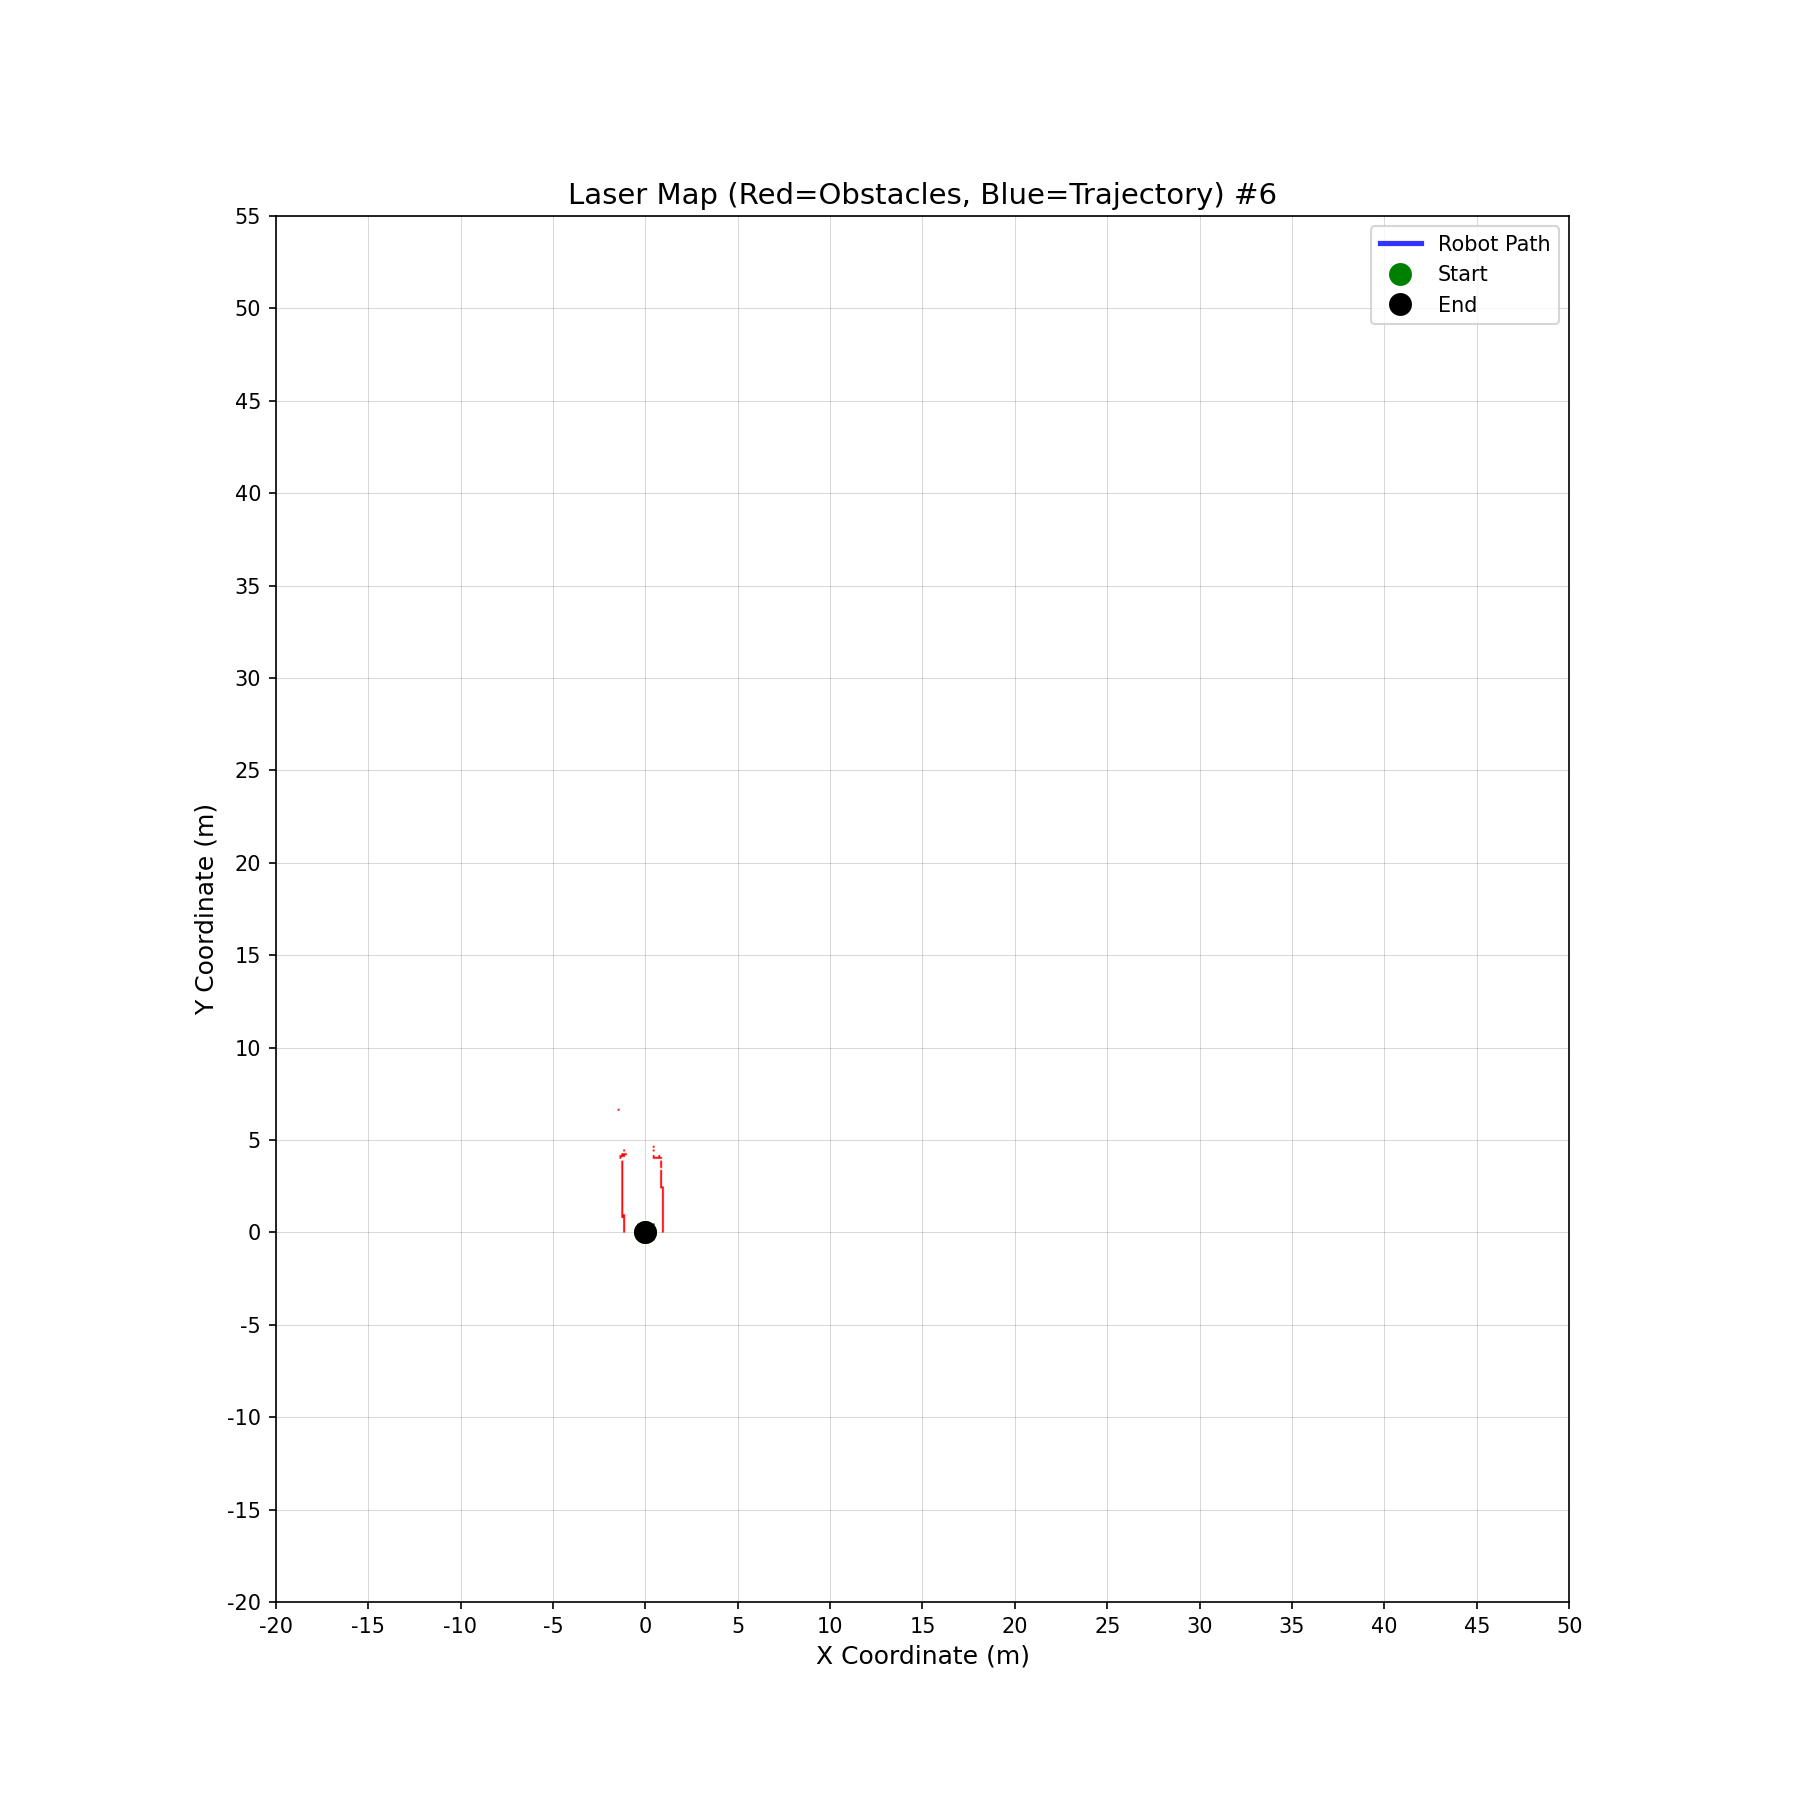 Laser Map (Red=Obstacles, Blue=Trajectory) #6
Robot Path
Start
End
55
50
45
40
35
30
25
20
15
10
5
0
-5
-10
-15
-20
Y Coordinate (m)
-20 -15 -10 -5 0 5 10 15 20 25 30 35 40 45 50
X Coordinate (m)